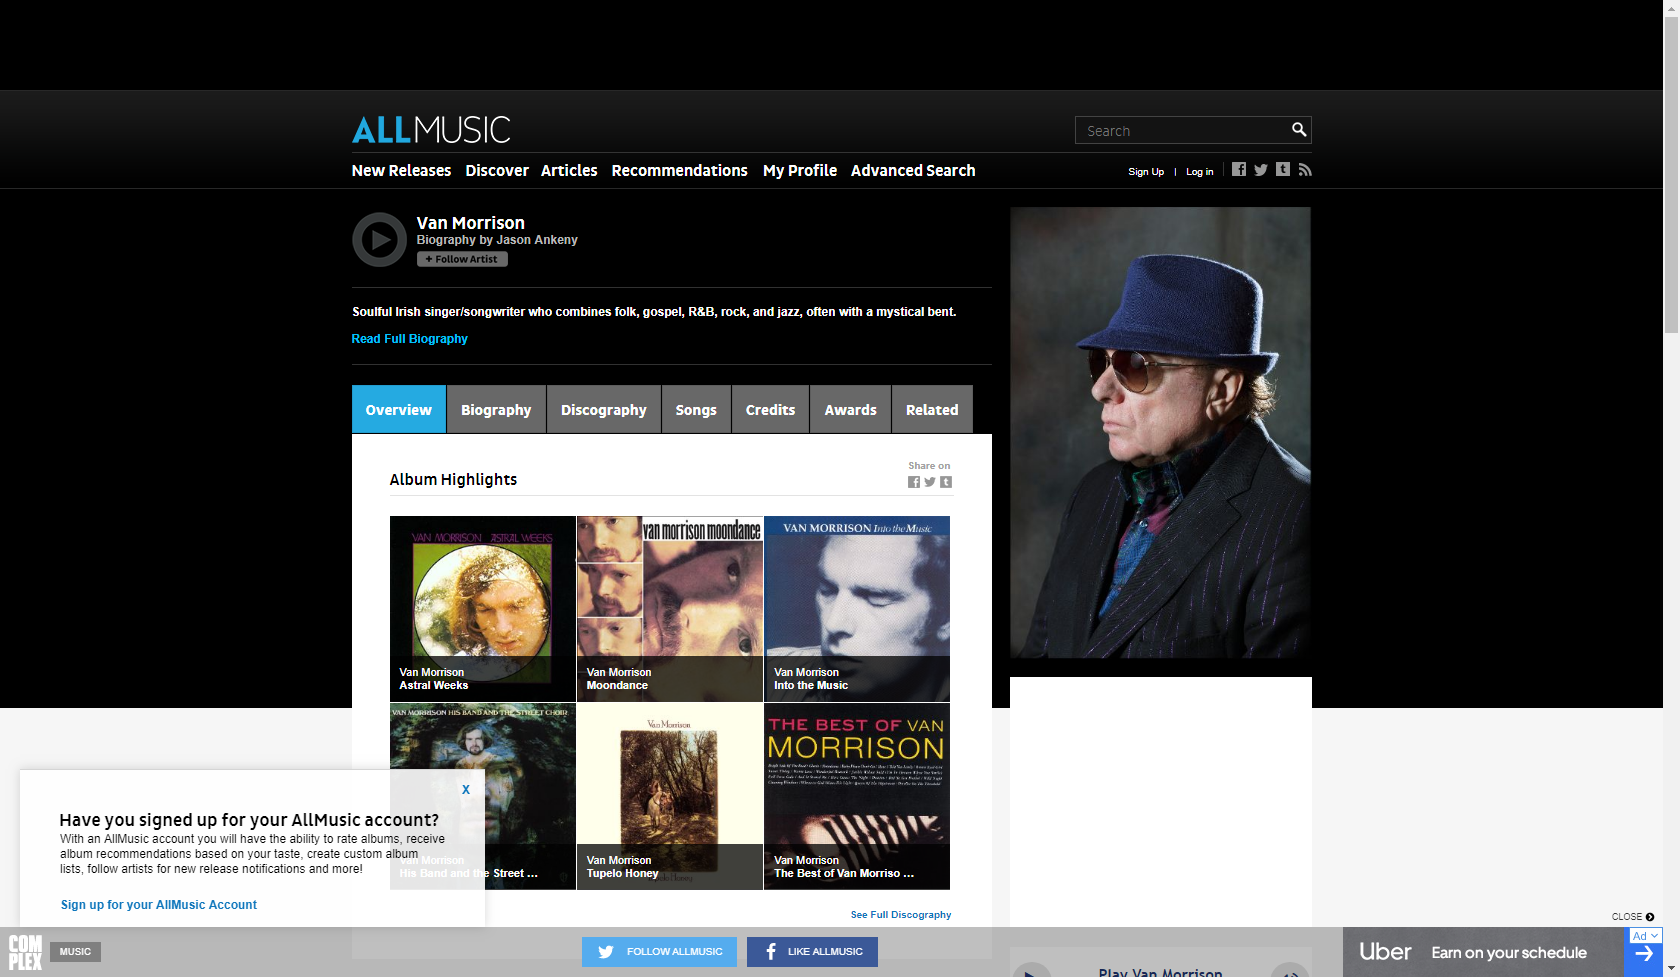 ALLMUSIC
Search
New Releases Discover Articles Recommendations My Profile Advanced Search
Sign Up | Log in
Van Morrison
Biography by Jason Ankeny
+ Follow Artist
Soulful Irish singer/songwriter who combines folk, gospel, R&B, rock, and jazz, often with a mystical bent.
Read Full Biography
Overview Biography Discography Songs Credits Awards Related
Share on
Album Highlights
VAN MORRISON ASTRAL WEEKS
Van Morrison
Astral Weeks
van morrison moondance
Van Morrison
Moondance
VAN MORRISON Into the Music
Van Morrison
Into the Music
VAN MORRISON HIS BAND AND THE STREET CHOIR
Van Morrison
His Band and the Street ...
Van Morrison
Tupelo Honey
Van Morrison
Tupelo Honey
THE BEST OF VAN
MORRISON
Van Morrison
The Best of Van Morriso ...
See Full Discography
X
Have you signed up for your AllMusic account?
With an AllMusic account you will have the ability to rate albums, receive
album recommendations based on your taste, create custom album
lists, follow artists for new release notifications and more!
Sign up for your AllMusic Account
CLOSE
COM
PLEX
MUSIC
FOLLOW ALLMUSIC
LIKE ALLMUSIC
Play Van Morrison
Uber Earn on your schedule
Ad